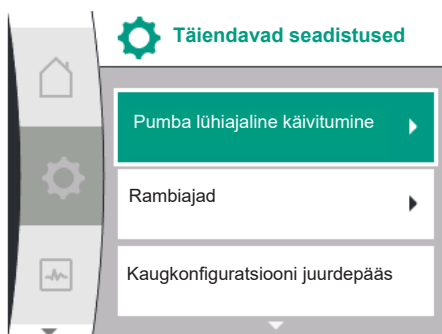 Täiendavad seadistused
Pumba lühiajaline käivitumine
Rambiajad
Kaugkonfiguratsiooni juurdepääs